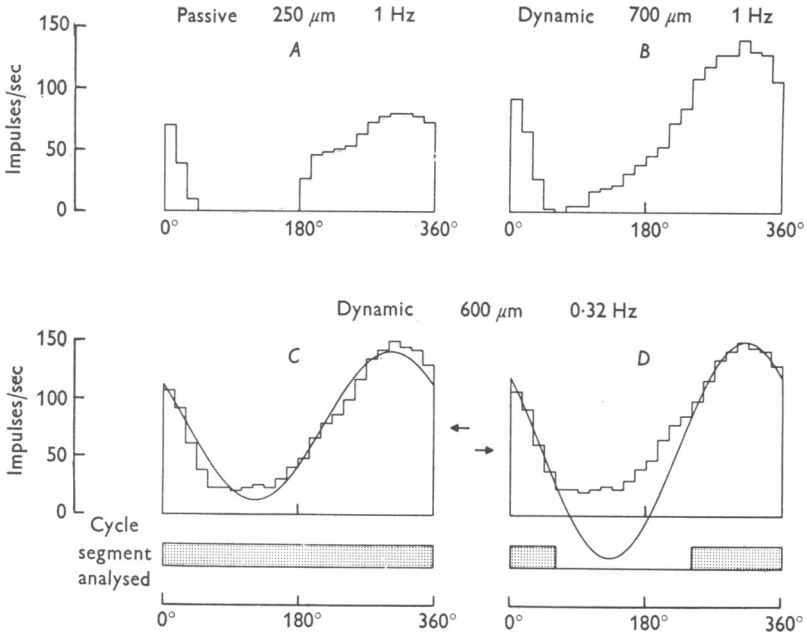 Passive 250 μm 1 Hz
Dynamic 700 μm 1 Hz
A
B
Impulses/sec
150
100
50
0
0° 180° 360°
0° 180° 360°
Dynamic 600 μm 0·32 Hz
C
D
Impulses/sec
150
100
50
0
Cycle
segment
analysed
0° 180° 360°
0° 180° 360°